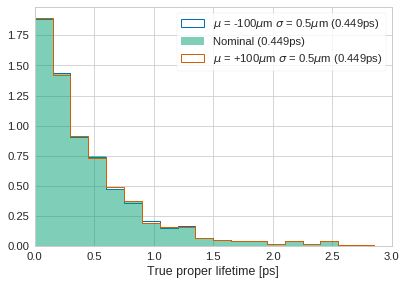 μ = -100μm σ = 0.5μm (0.449ps)
Nominal (0.449ps)
μ = +100μm σ = 0.5μm (0.449ps)
1.75
1.50
1.25
1.00
0.75
0.50
0.25
0.00
0.0 0.5 1.0 1.5 2.0 2.5 3.0
True proper lifetime [ps]